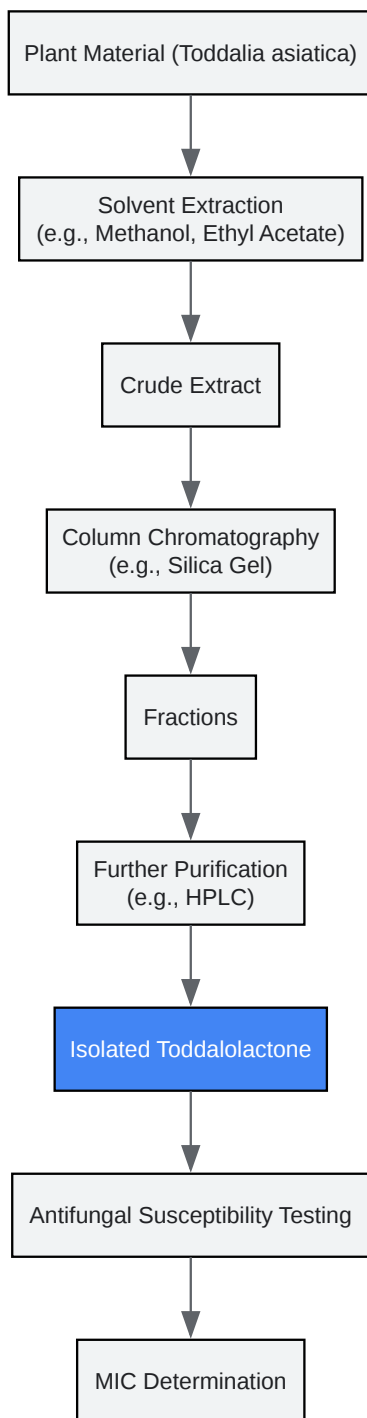 Plant Material (Toddalia asiatica)
Solvent Extraction
(e.g., Methanol, Ethyl Acetate)
Crude Extract
Column Chromatography
(e.g., Silica Gel)
Fractions
Further Purification
(e.g., HPLC)
Isolated Toddalolactone
Antifungal Susceptibility Testing
MIC Determination